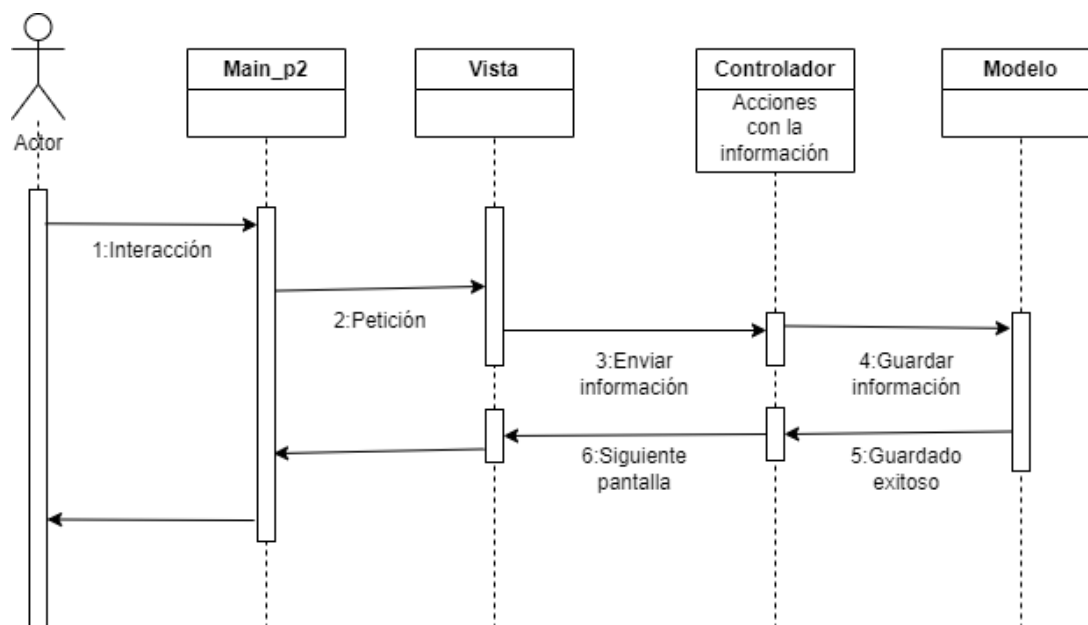 Actor
Main_p2
Vista
Controlador
Acciones
con la
información
Modelo
1:Interacción
2:Petición
3:Enviar
información
4:Guardar
información
5:Guardado
exitoso
6:Siguiente
pantalla